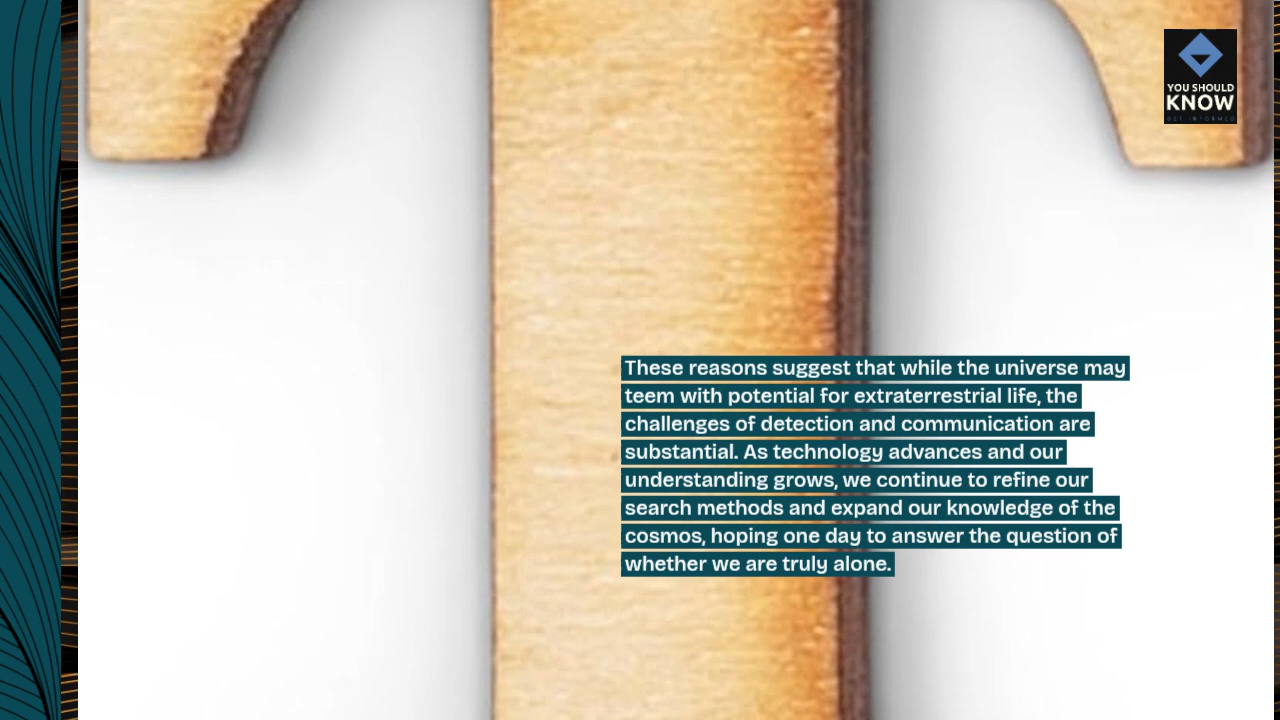 YOU SHOULD
KNOW
GET INFORMED
These reasons suggest that while the universe may
teem with potential for extraterrestrial life, the
challenges of detection and communication are
substantial. As technology advances and our
understanding grows, we continue to refine our
search methods and expand our knowledge of the
cosmos, hoping one day to answer the question of
whether we are truly alone.